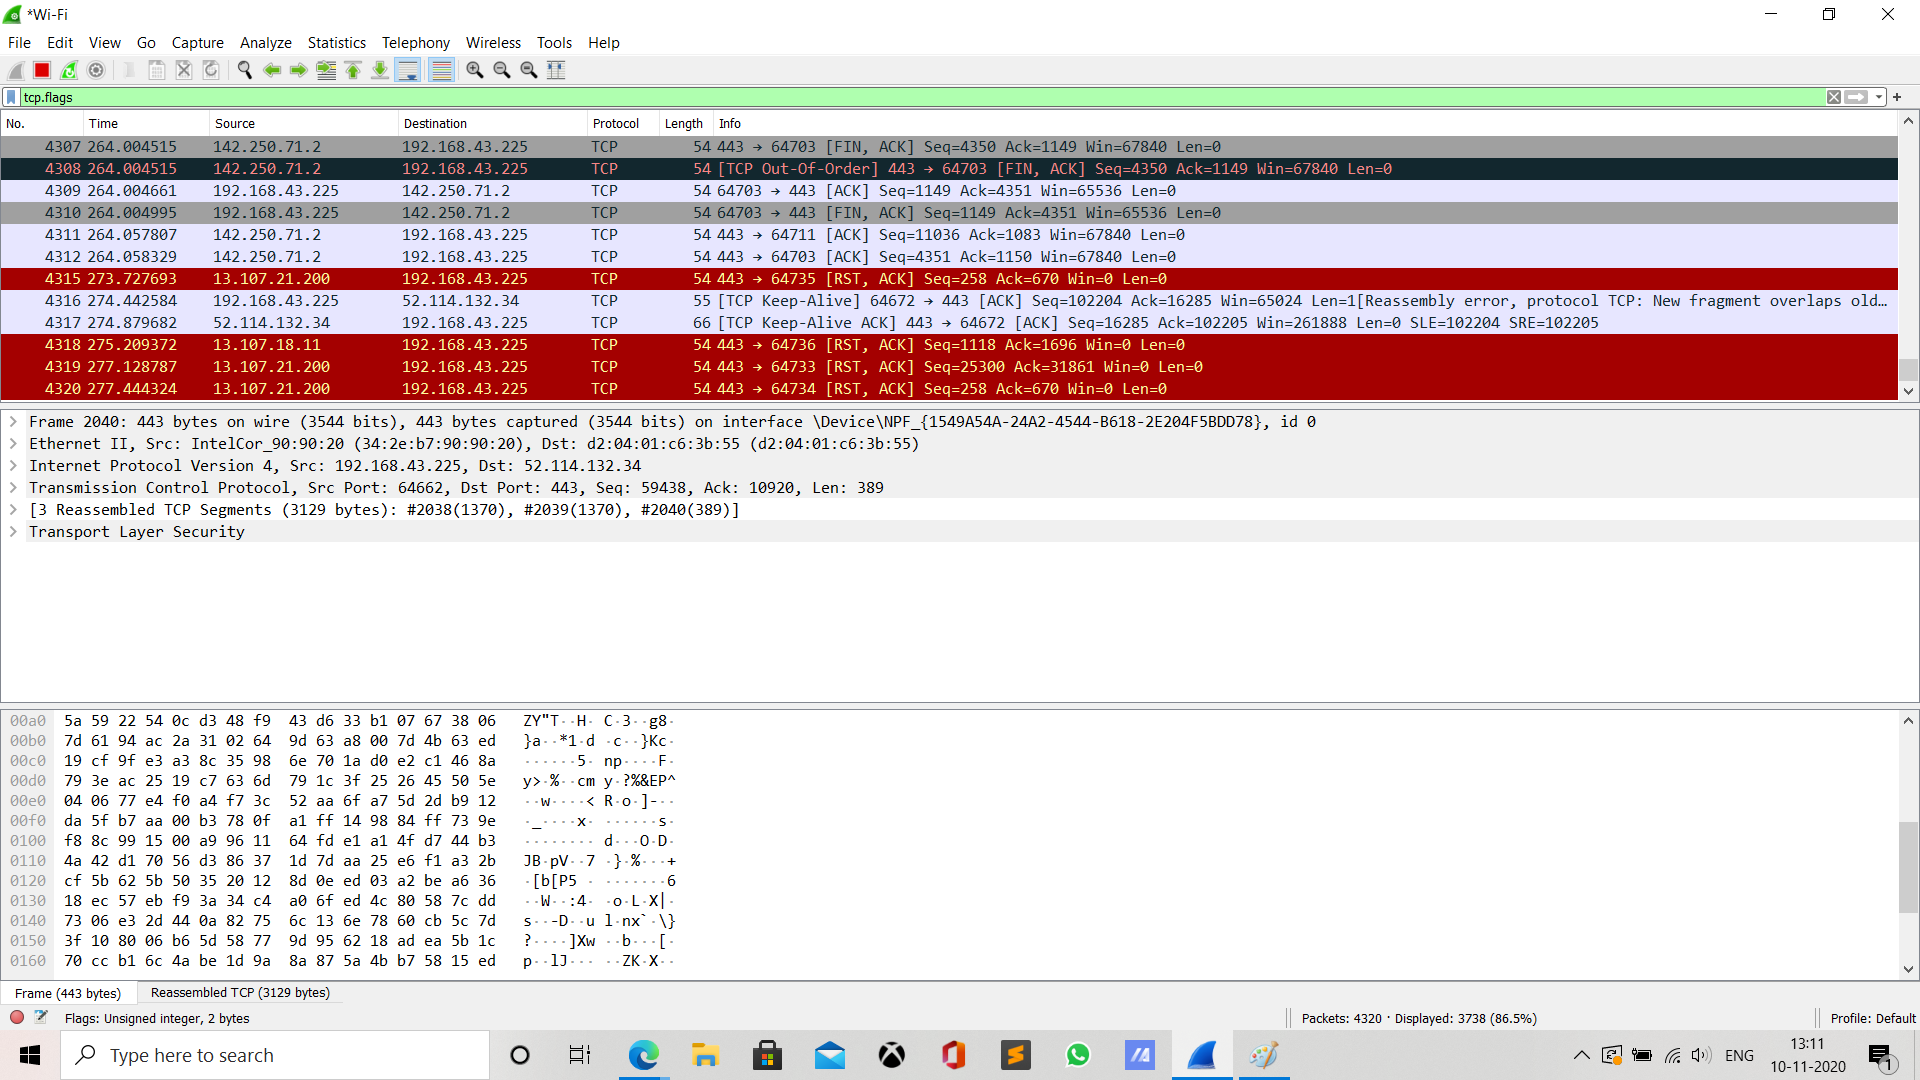 *Wi-Fi
File Edit View Go Capture Analyze Statistics Telephony Wireless Tools Help
tcp.flags
No. Time Source Destination Protocol Length Info
4307 264.004515 142.250.71.2 192.168.43.225 TCP 54 443 → 64703 [FIN, ACK] Seq=4350 Ack=1149 Win=67840 Len=0
4308 264.004515 142.250.71.2 192.168.43.225 TCP 54 [TCP Out-Of-Order] 443 → 64703 [FIN, ACK] Seq=4350 Ack=1149 Win=67840 Len=0
4309 264.004661 192.168.43.225 142.250.71.2 TCP 54 64703 → 443 [ACK] Seq=1149 Ack=4351 Win=65536 Len=0
4310 264.004995 192.168.43.225 142.250.71.2 TCP 54 64703 → 443 [FIN, ACK] Seq=1149 Ack=4351 Win=65536 Len=0
4311 264.057807 142.250.71.2 192.168.43.225 TCP 54 443 → 64711 [ACK] Seq=11036 Ack=1083 Win=67840 Len=0
4312 264.058329 142.250.71.2 192.168.43.225 TCP 54 443 → 64703 [ACK] Seq=4351 Ack=1150 Win=67840 Len=0
4315 273.727693 13.107.21.200 192.168.43.225 TCP 54 443 → 64735 [RST, ACK] Seq=258 Ack=670 Win=0 Len=0
4316 274.442584 192.168.43.225 52.114.132.34 TCP 55 [TCP Keep-Alive] 64672 → 443 [ACK] Seq=102204 Ack=16285 Win=65024 Len=1[Reassembly error, protocol TCP: New fragment overlaps old…
4317 274.879682 52.114.132.34 192.168.43.225 TCP 66 [TCP Keep-Alive ACK] 443 → 64672 [ACK] Seq=16285 Ack=102205 Win=261888 Len=0 SLE=102204 SRE=102205
4318 275.209372 13.107.18.11 192.168.43.225 TCP 54 443 → 64736 [RST, ACK] Seq=1118 Ack=1696 Win=0 Len=0
4319 277.128787 13.107.21.200 192.168.43.225 TCP 54 443 → 64733 [RST, ACK] Seq=25300 Ack=31861 Win=0 Len=0
4320 277.444324 13.107.21.200 192.168.43.225 TCP 54 443 → 64734 [RST, ACK] Seq=258 Ack=670 Win=0 Len=0
Frame 2040: 443 bytes on wire (3544 bits), 443 bytes captured (3544 bits) on interface \Device\NPF_{1549A54A-24A2-4544-B618-2E204F5BDD78}, id 0
Ethernet II, Src: IntelCor_90:90:20 (34:2e:b7:90:90:20), Dst: d2:04:01:c6:3b:55 (d2:04:01:c6:3b:55)
Internet Protocol Version 4, Src: 192.168.43.225, Dst: 52.114.132.34
Transmission Control Protocol, Src Port: 64662, Dst Port: 443, Seq: 59438, Ack: 10920, Len: 389
[3 Reassembled TCP Segments (3129 bytes): #2038(1370), #2039(1370), #2040(389)]
Transport Layer Security
00a0 5a 59 22 54 0c d3 48 f9 43 d6 33 b1 07 67 38 06 ZY"T··H· C·3··g8·
00b0 7d 61 94 ac 2a 31 02 64 9d 63 a8 00 7d 4b 63 ed }a··*1·d ·c··}Kc·
00c0 19 cf 9f e3 a3 8c 35 98 6e 70 1a d0 e2 c1 46 8a ······5· np····F·
00d0 79 3e ac 25 19 c7 63 6d 79 1c 3f 25 26 45 50 5e y>·%··cm y·?%&EP^
00e0 04 06 77 e4 f0 a4 f7 3c 52 aa 6f a7 5d 2d b9 12 ··w····< R·o·]-··
00f0 da 5f b7 aa 00 b3 78 0f a1 ff 14 98 84 ff 73 9e ·_····x· ······s·
0100 f8 8c 99 15 00 a9 96 11 64 fd e1 a1 4f d7 44 b3 ········ d···O·D·
0110 4a 42 d1 70 56 d3 86 37 1d 7d aa 25 e6 f1 a3 2b JB·pV··7 ·}·%···+
0120 cf 5b 62 5b 50 35 20 12 8d 0e ed 03 a2 be a6 36 ·[b[P5 · ·······6
0130 18 ec 57 eb f9 3a 34 c4 a0 6f ed 4c 80 58 7c dd ··W··:4· ·o·L·X|·
0140 73 06 e3 2d 44 0a 82 75 6c 13 6e 78 60 cb 5c 7d s··-D··u l·nx`·\}
0150 3f 10 80 06 b6 5d 58 77 9d 95 62 18 ad ea 5b 1c ?····]Xw ··b···[·
0160 70 cc b1 6c 4a be 1d 9a 8a 87 5a 4b b7 58 15 ed p··lJ··· ··ZK·X··
Frame (443 bytes) Reassembled TCP (3129 bytes)
Flags: Unsigned integer, 2 bytes Packets: 4320 · Displayed: 3738 (86.5%) Profile: Default
Type here to search ENG 13:11
10-11-2020 1